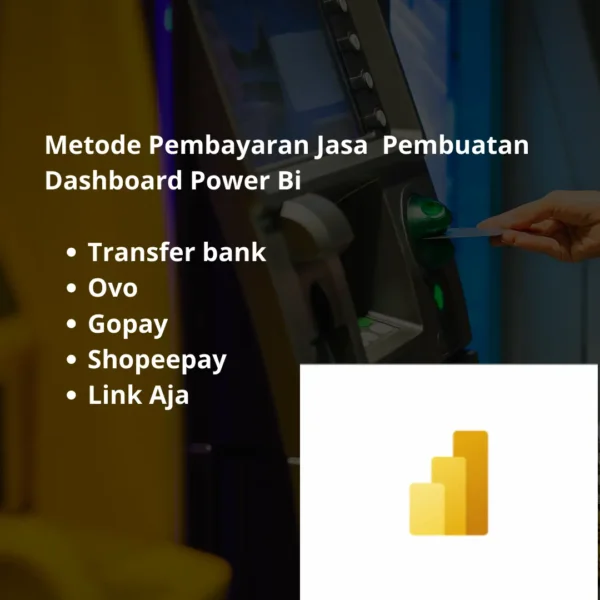 Metode Pembayaran Jasa  Pembuatan
Dashboard Power Bi
• Transfer bank
• Ovo
• Gopay
• Shopeepay
• Link Aja